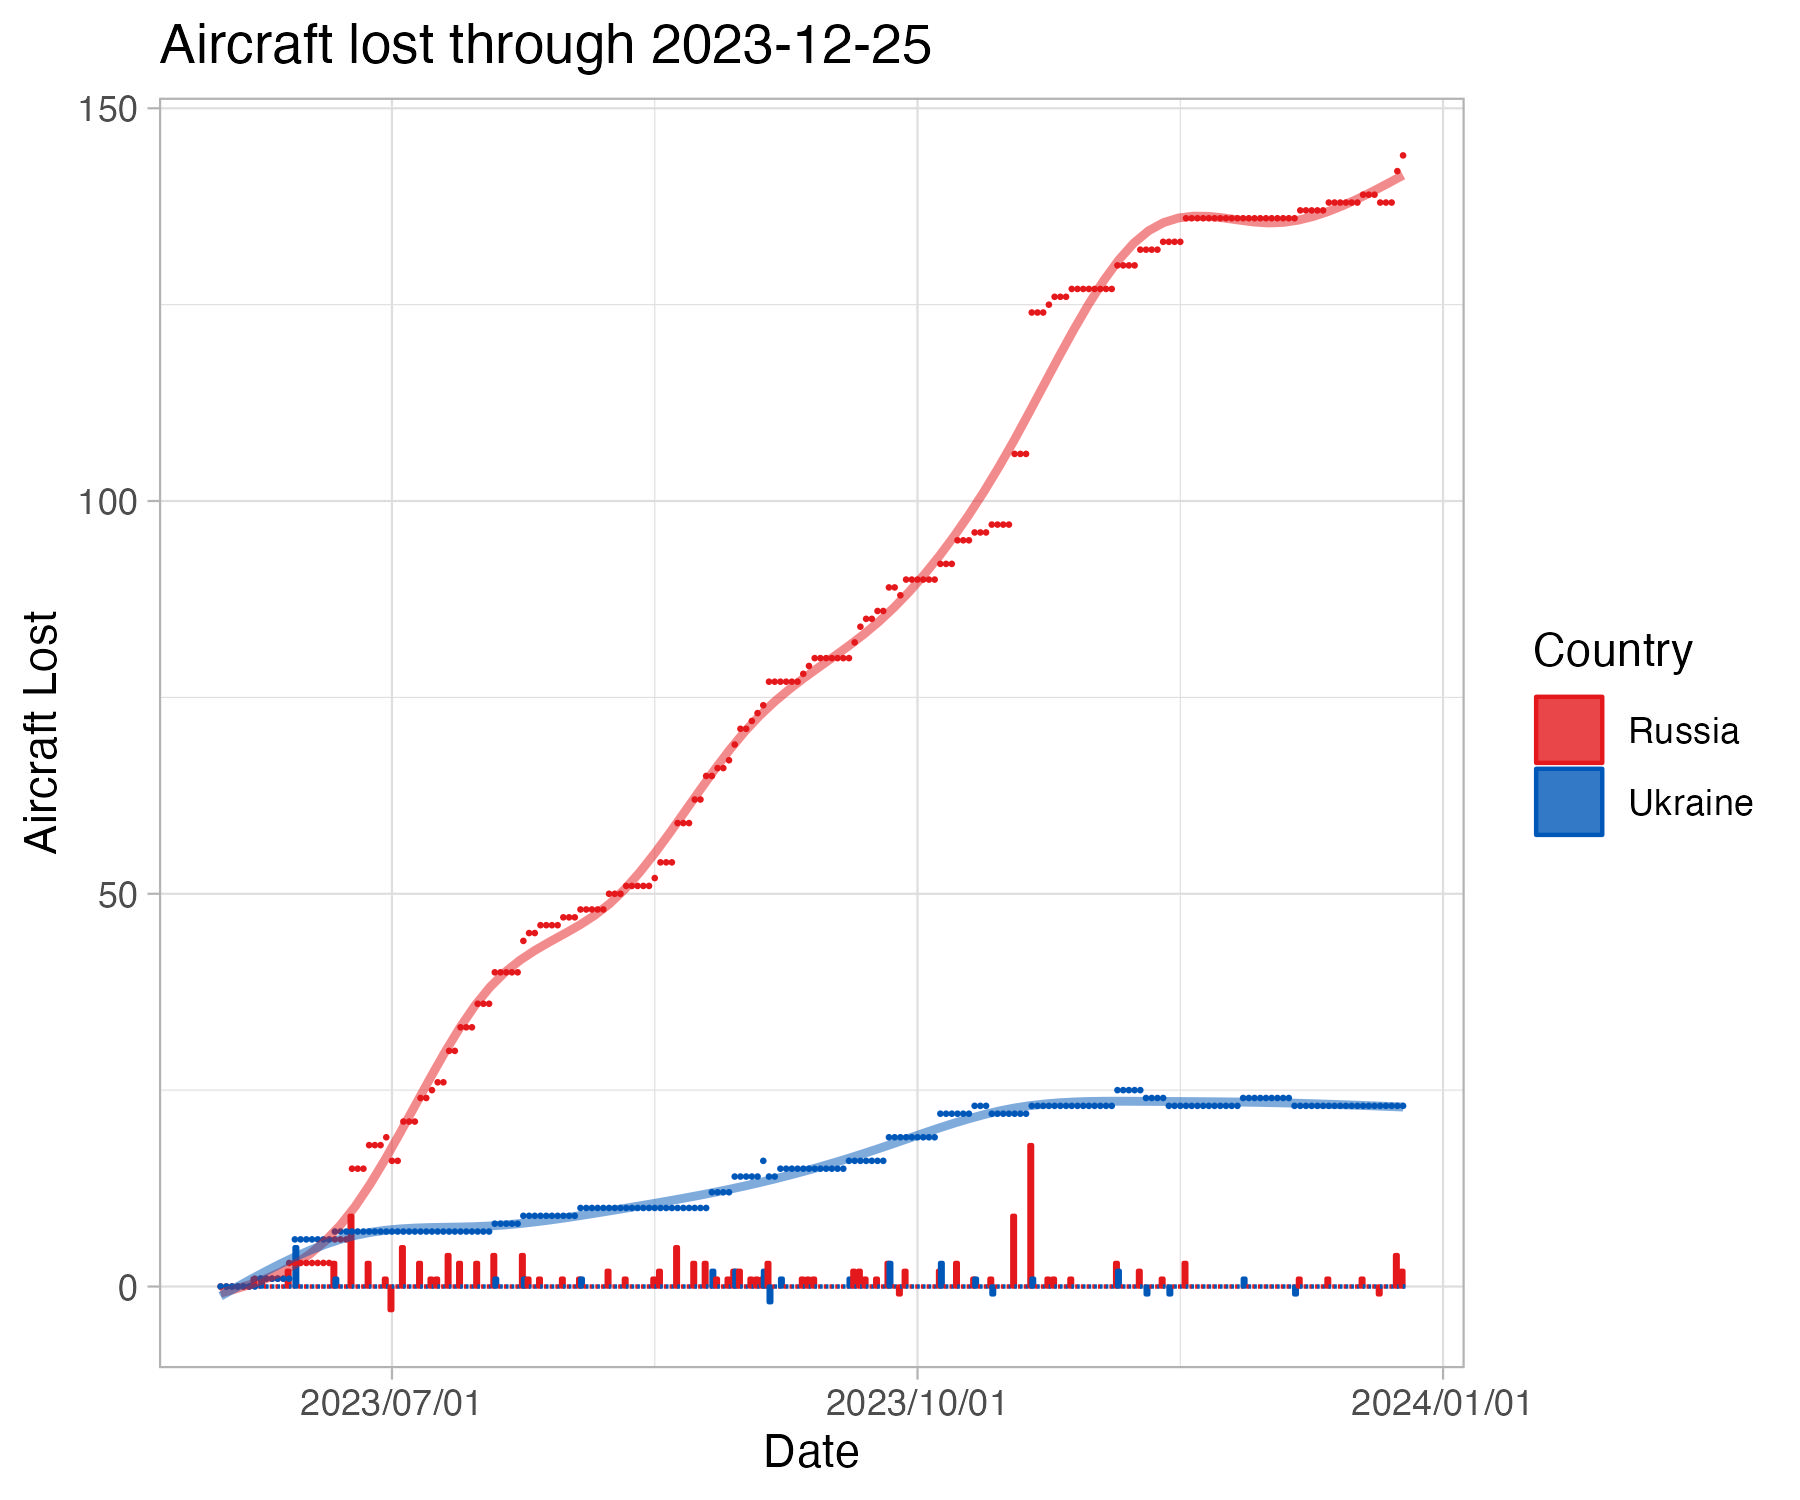 Aircraft lost through 2023-12-25
150
100
50
0
Aircraft Lost
2023/07/01
2023/10/01
2024/01/01
Date
Country
Russia
Ukraine